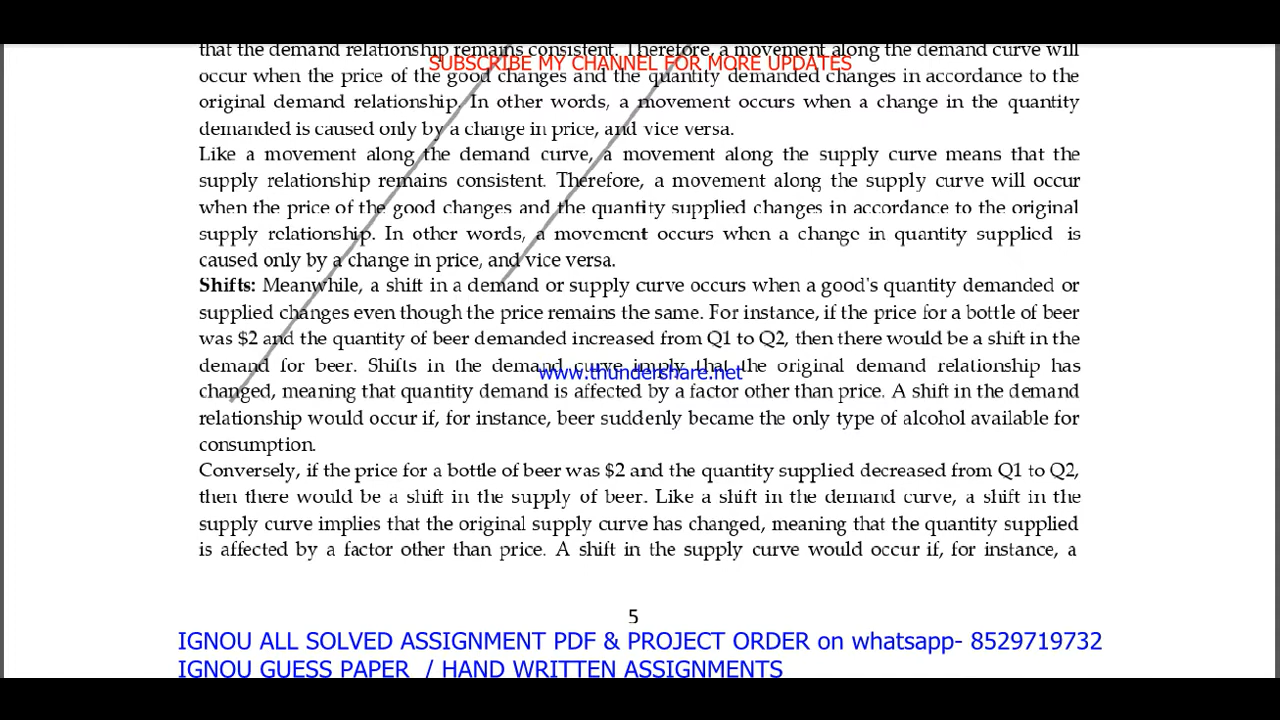 that the demand relationship remains consistent. Therefore, a movement along the demand curve will
SUBSCRIBE MY CHANNEL FOR MORE UPDATES
occur when the price of the good changes and the quantity demanded changes in accordance to the
original demand relationship. In other words, a movement occurs when a change in the quantity
demanded is caused only by a change in price, and vice versa.
Like a movement along the demand curve, a movement along the supply curve means that the
supply relationship remains consistent. Therefore, a movement along the supply curve will occur
when the price of the good changes and the quantity supplied changes in accordance to the original
supply relationship. In other words, a movement occurs when a change in quantity supplied is
caused only by a change in price, and vice versa.
Shifts: Meanwhile, a shift in a demand or supply curve occurs when a good's quantity demanded or
supplied changes even though the price remains the same. For instance, if the price for a bottle of beer
was $2 and the quantity of beer demanded increased from Q1 to Q2, then there would be a shift in the
demand for beer. Shifts in the demand curve imply that the original demand relationship has
www.thundershare.net
changed, meaning that quantity demand is affected by a factor other than price. A shift in the demand
relationship would occur if, for instance, beer suddenly became the only type of alcohol available for
consumption.
Conversely, if the price for a bottle of beer was $2 and the quantity supplied decreased from Q1 to Q2,
then there would be a shift in the supply of beer. Like a shift in the demand curve, a shift in the
supply curve implies that the original supply curve has changed, meaning that the quantity supplied
is affected by a factor other than price. A shift in the supply curve would occur if, for instance, a
5
IGNOU ALL SOLVED ASSIGNMENT PDF & PROJECT ORDER on whatsapp- 8529719732
IGNOU GUESS PAPER / HAND WRITTEN ASSIGNMENTS